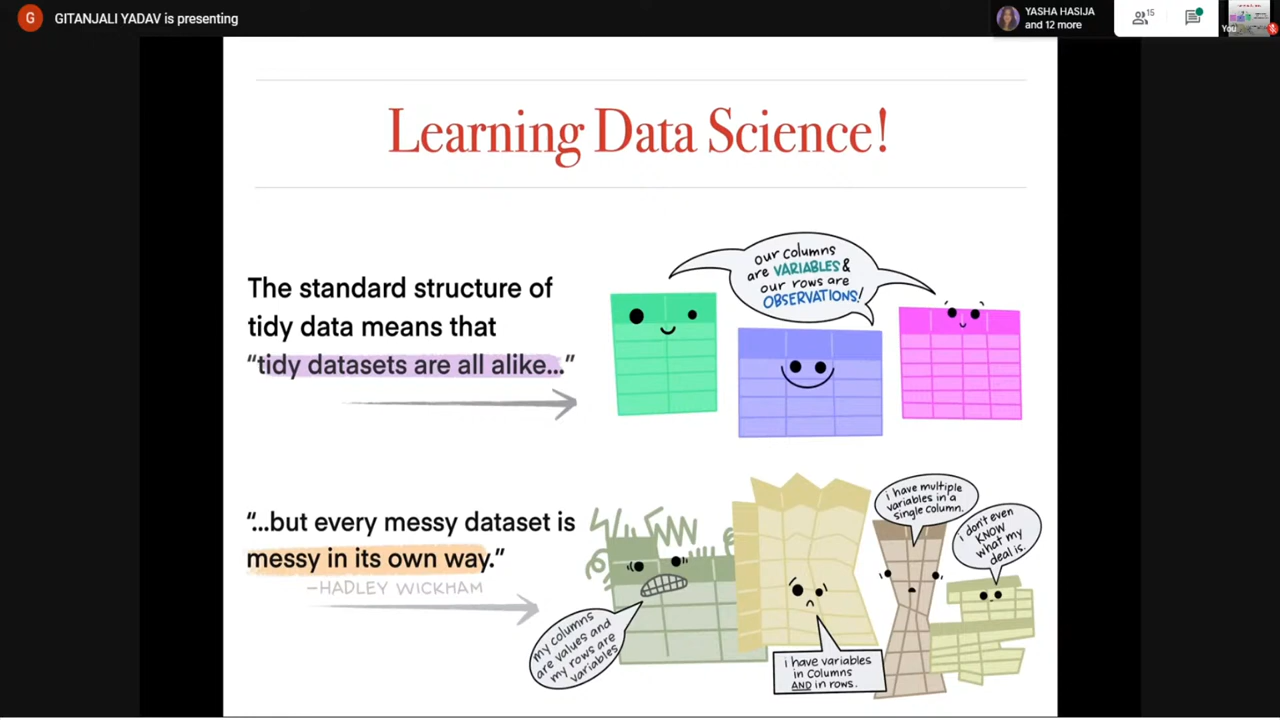 G
GITANJALI YADAV is presenting
YASHA HASIJA
and 12 more
15
You
Learning Data Science!
The standard structure of
tidy data means that
“tidy datasets are all alike...”
our columns
are VARIABLES &
our rows are
OBSERVATIONS!
“...but every messy dataset is
messy in its own way.”
–HADLEY WICKHAM
my columns
are values and
my rows are
variables
i have variables
in columns
AND in rows.
i have multiple
variables in a
single column.
i don't even
KNOW
what my
deal is.